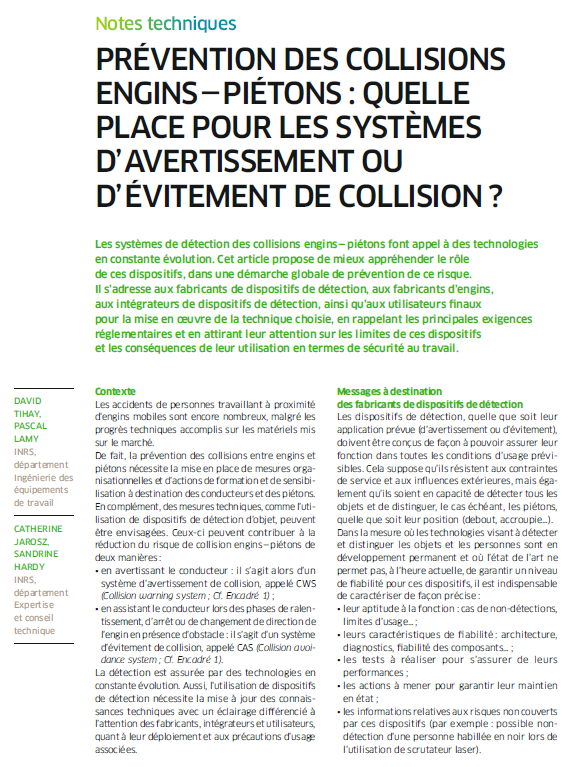 Notes techniques
PRÉVENTION DES COLLISIONS
ENGINS – PIÉTONS : QUELLE
PLACE POUR LES SYSTÈMES
D’AVERTISSEMENT OU
D’ÉVITEMENT DE COLLISION ?
Les systèmes de détection des collisions engins – piétons font appel à des technologies
en constante évolution. Cet article propose de mieux appréhender le rôle
de ces dispositifs, dans une démarche globale de prévention de ce risque.
Il s’adresse aux fabricants de dispositifs de détection, aux fabricants d’engins,
aux intégrateurs de dispositifs de détection, ainsi qu’aux utilisateurs finaux
pour la mise en œuvre de la technique choisie, en rappelant les principales exigences
réglementaires et en attirant leur attention sur les limites de ces dispositifs
et les conséquences de leur utilisation en termes de sécurité au travail.
DAVID
TIHAY,
PASCAL
LAMY
INRS,
département
Ingénierie des
équipements
de travail
CATHERINE
JAROSZ,
SANDRINE
HARDY
INRS,
département
Expertise
et conseil
technique
Contexte
Les accidents de personnes travaillant à proximité
d’engins mobiles sont encore nombreux, malgré les
progrès techniques accomplis sur les matériels mis
sur le marché.
De fait, la prévention des collisions entre engins et
piétons nécessite la mise en place de mesures orga-
nisationnelles et d’actions de formation et de sensibi-
lisation à destination des conducteurs et des piétons.
En complément, des mesures techniques, comme l’uti-
lisation de dispositifs de détection d’objet, peuvent
être envisagées. Ceux-ci peuvent contribuer à la
réduction du risque de collision engins – piétons de
deux manières :
• en avertissant le conducteur : il s’agit alors d’un
système d’avertissement de collision, appelé CWS
(Collision warning system ; Cf. Encadré 1) ;
• en assistant le conducteur lors des phases de ralen-
tissement, d’arrêt ou de changement de direction de
l’engin en présence d’obstacle : il s’agit d’un système
d’évitement de collision, appelé CAS (Collision avoi-
dance system ; Cf. Encadré 1).
La détection est assurée par des technologies en
constante évolution. Aussi, l’utilisation de dispositifs
de détection nécessite la mise à jour des connais-
sances techniques avec un éclairage différencié à
l’attention des fabricants, intégrateurs et utilisateurs,
quant à leur déploiement et aux précautions d’usage
associées.
Messages à destination
des fabricants de dispositifs de détection
Les dispositifs de détection, quelle que soit leur
application prévue (d’avertissement ou d’évitement),
doivent être conçus de façon à pouvoir assurer leur
fonction dans toutes les conditions d’usage prévi-
sibles. Cela suppose qu’ils résistent aux contraintes
de service et aux influences extérieures, mais éga-
lement qu’ils soient en capacité de détecter tous les
objets et de distinguer, le cas échéant, les piétons,
quelle que soit leur position (debout, accroupie...).
Dans la mesure où les technologies visant à détecter
et distinguer les objets et les personnes sont en
développement permanent et où l’état de l’art ne
permet pas, à l’heure actuelle, de garantir un niveau
de fiabilité pour ces dispositifs, il est indispensable
de caractériser de façon précise :
• leur aptitude à la fonction : cas de non-détections,
limites d’usage... ;
• leurs caractéristiques de fiabilité : architecture,
diagnostics, fiabilité des composants... ;
• les tests à réaliser pour s’assurer de leurs
performances ;
• les actions à mener pour garantir leur maintien
en état ;
• les informations relatives aux risques non couverts
par ces dispositifs (par exemple : possible non-
détection d’une personne habillée en noir lors de
l’utilisation de scrutateur laser).